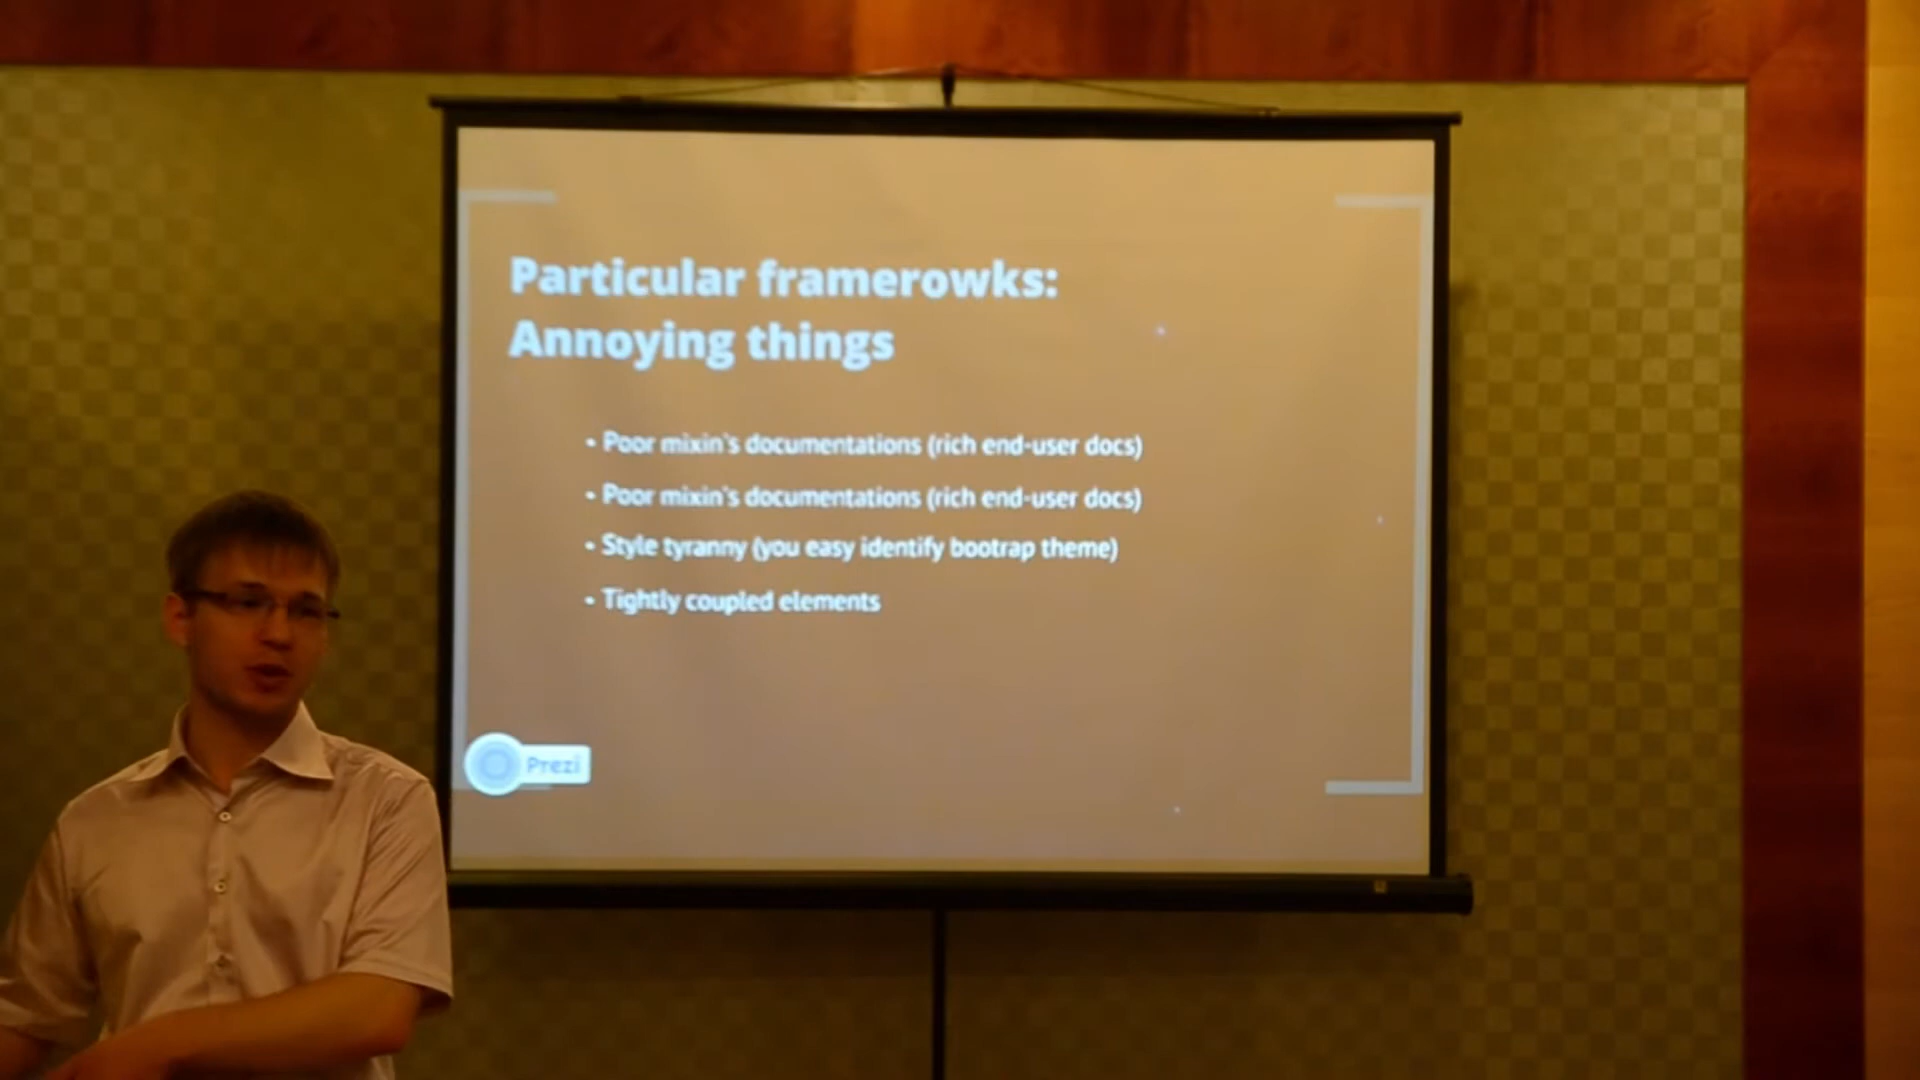 Particular framerowks:
Annoying things
- Poor mixin's documentations (rich end-user docs)
- Poor mixin's documentations (rich end-user docs)
- Style tyranny (you easy identify bootrap theme)
- Tightly coupled elements
Prezi